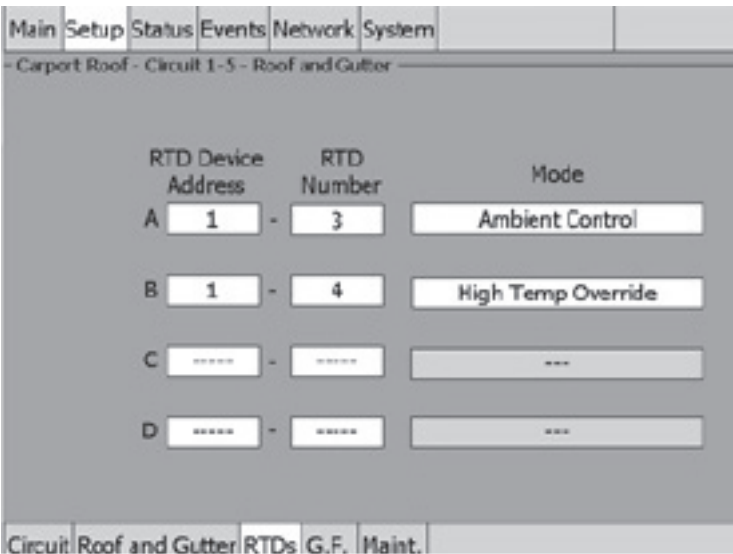 Main Setup Status Events Network System
Carport Roof - Circuit 1-5 - Roof and Gutter
RTD Device Address RTD Number Mode
A 1 - 3 Ambient Control
B 1 - 4 High Temp Override
C ----- - ----- ---
D ----- - ----- ---
Circuit Roof and Gutter RTDs G.F. Maint.